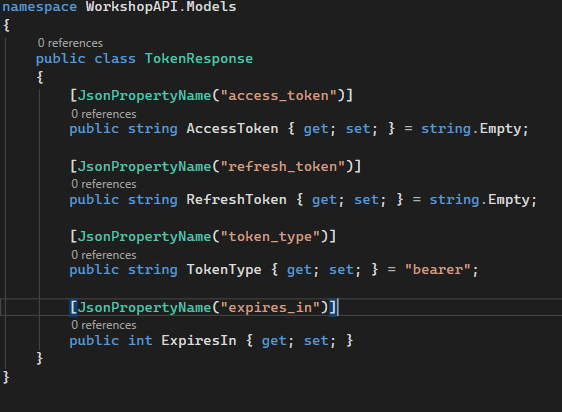 namespace WorkshopAPI.Models
{
0 references
public class TokenResponse
{
[JsonPropertyName("access_token")]
0 references
public string AccessToken { get; set; } = string.Empty;
[JsonPropertyName("refresh_token")]
0 references
public string RefreshToken { get; set; } = string.Empty;
[JsonPropertyName("token_type")]
0 references
public string TokenType { get; set; } = "bearer";
[JsonPropertyName("expires_in")]
0 references
public int ExpiresIn { get; set; }
}
}